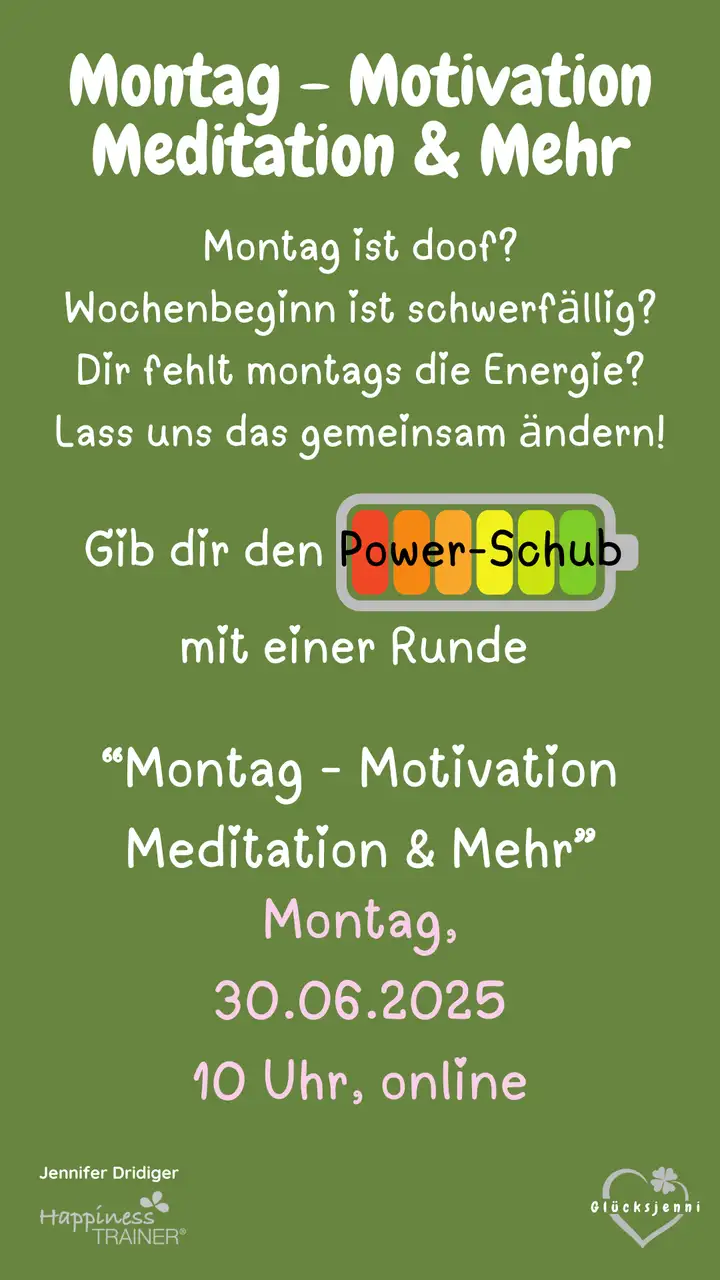 Montag - Motivation
Meditation & Mehr
Montag ist doof?
Wochenbeginn ist schwerfällig?
Dir fehlt montags die Energie?
Lass uns das gemeinsam ändern!
Gib dir den Power-Schub
mit einer Runde
“Montag - Motivation
Meditation & Mehr”
Montag,
30.06.2025
10 Uhr, online
Jennifer Dridiger
Happiness
TRAINER®
Glücksjenni